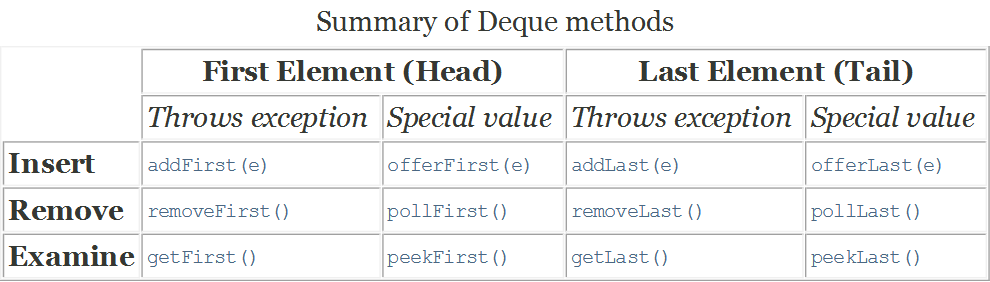 Summary of Deque methods
First Element (Head) Last Element (Tail)
Throws exception Special value Throws exception Special value
Insert addFirst(e) offerFirst(e) addLast(e) offerLast(e)
Remove removeFirst() pollFirst() removeLast() pollLast()
Examine getFirst() peekFirst() getLast() peekLast()